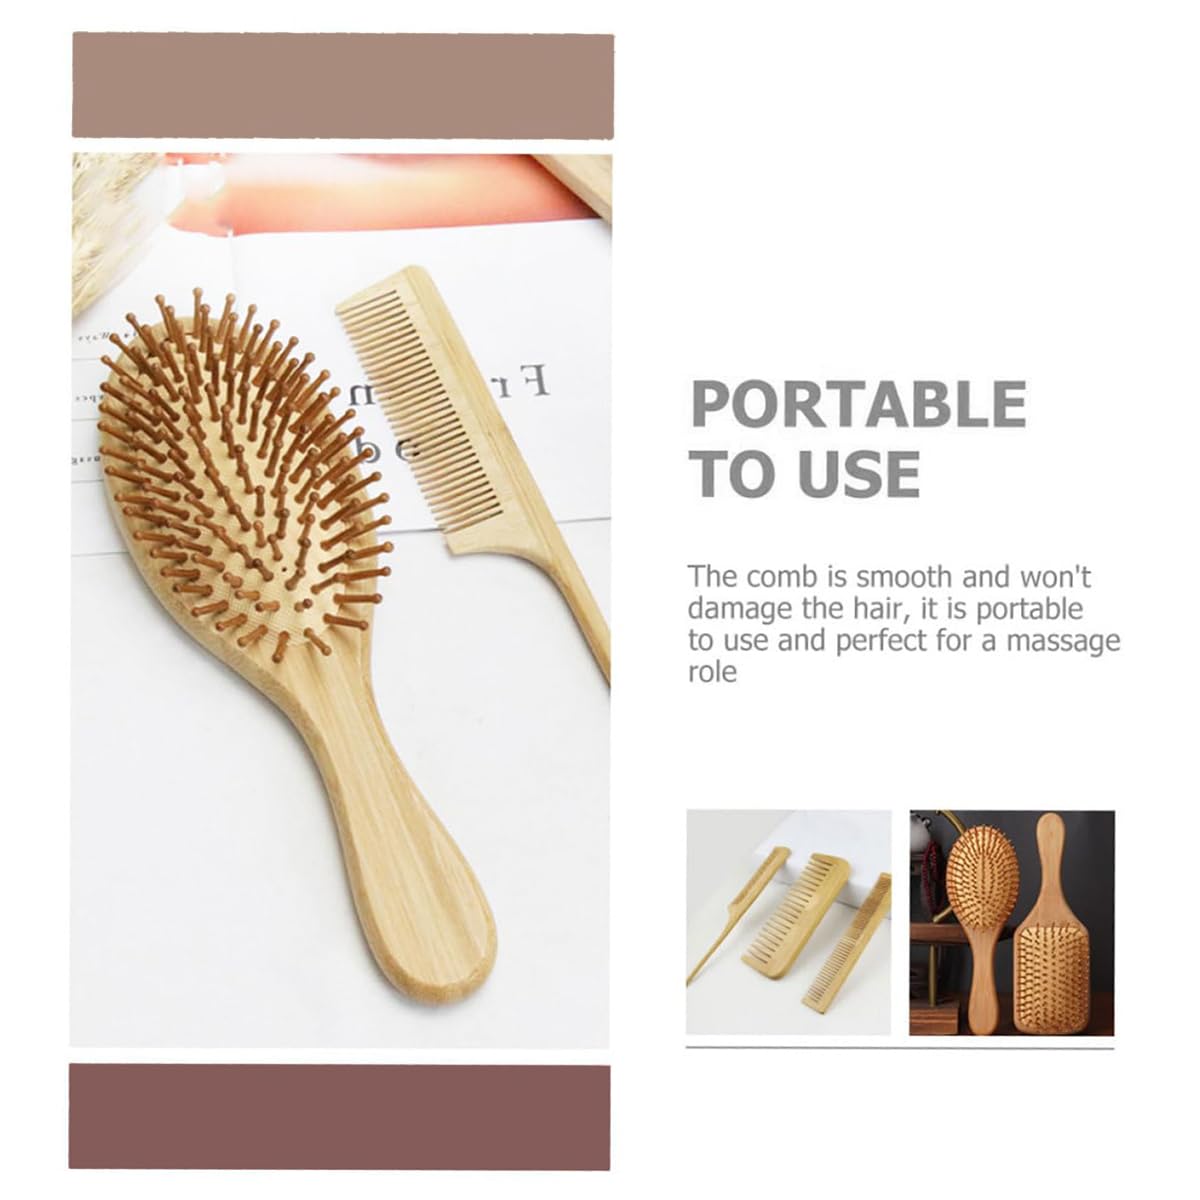 PORTABLE
TO USE
The comb is smooth and won't
damage the hair, it is portable
to use and perfect for a massage
role